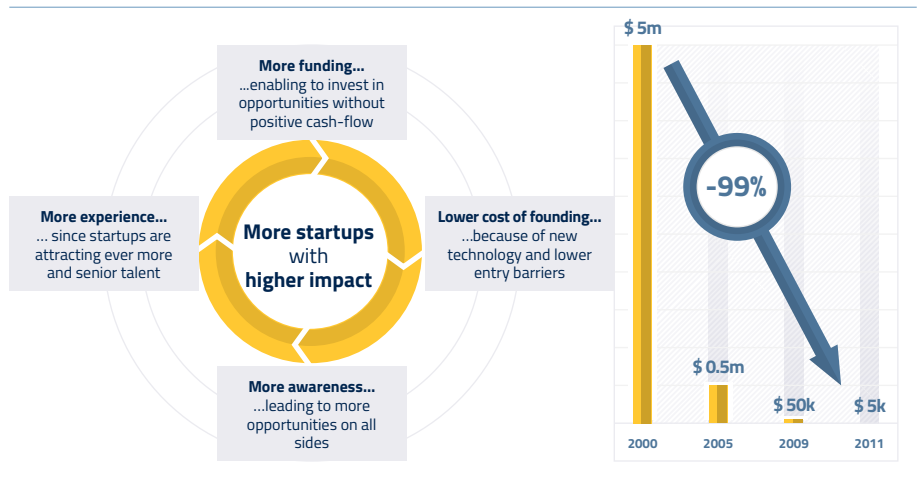 More funding...
...enabling to invest in
opportunities without
positive cash-flow
More experience...
... since startups are
attracting ever more
and senior talent
More startups
with
higher impact
Lower cost of founding...
...because of new
technology and lower
entry barriers
More awareness...
...leading to more
opportunities on all
sides
$ 5m
-99%
$ 0.5m
$ 50k
$ 5k
2000
2005
2009
2011